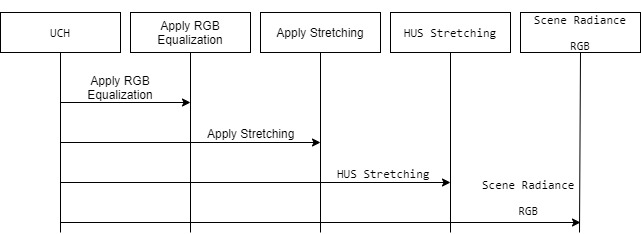 UCH
Apply RGB
Equalization
Apply Stretching
HUS Stretching
Scene Radiance
RGB
Apply RGB
Equalization
Apply Stretching
HUS Stretching
Scene Radiance
RGB